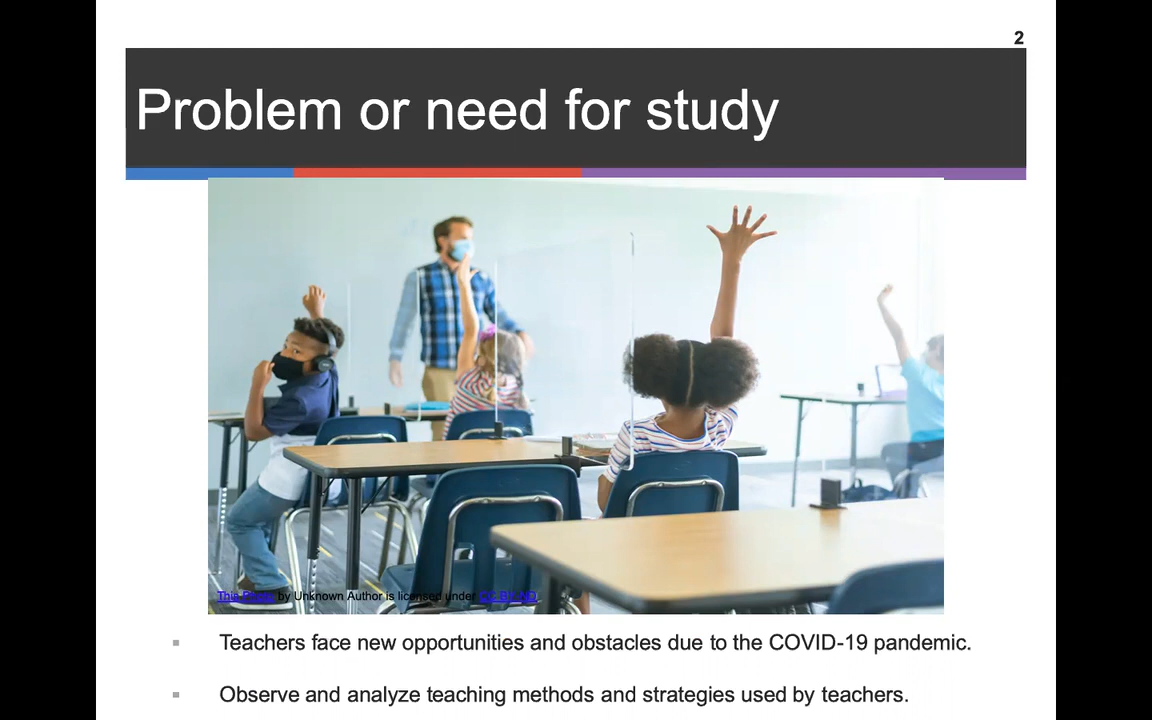 2
Problem or need for study
This Photo by Unknown Author is licensed under CC BY-ND.
Teachers face new opportunities and obstacles due to the COVID-19 pandemic.
Observe and analyze teaching methods and strategies used by teachers.